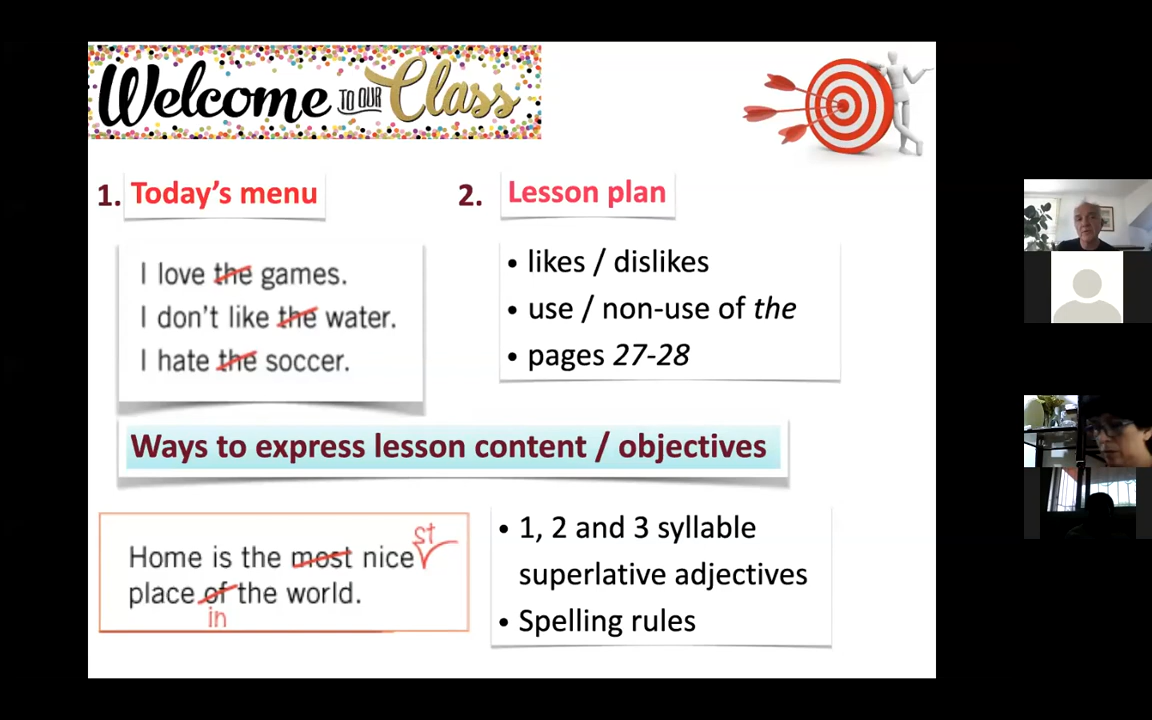 Welcome TO OUR Class
1. Today's menu
2. Lesson plan
I love the games.
I don't like the water.
I hate the soccer.
• likes / dislikes
• use / non-use of the
• pages 27-28
Ways to express lesson content / objectives
st
Home is the most nice
place of the world.
in
• 1, 2 and 3 syllable
superlative adjectives
• Spelling rules